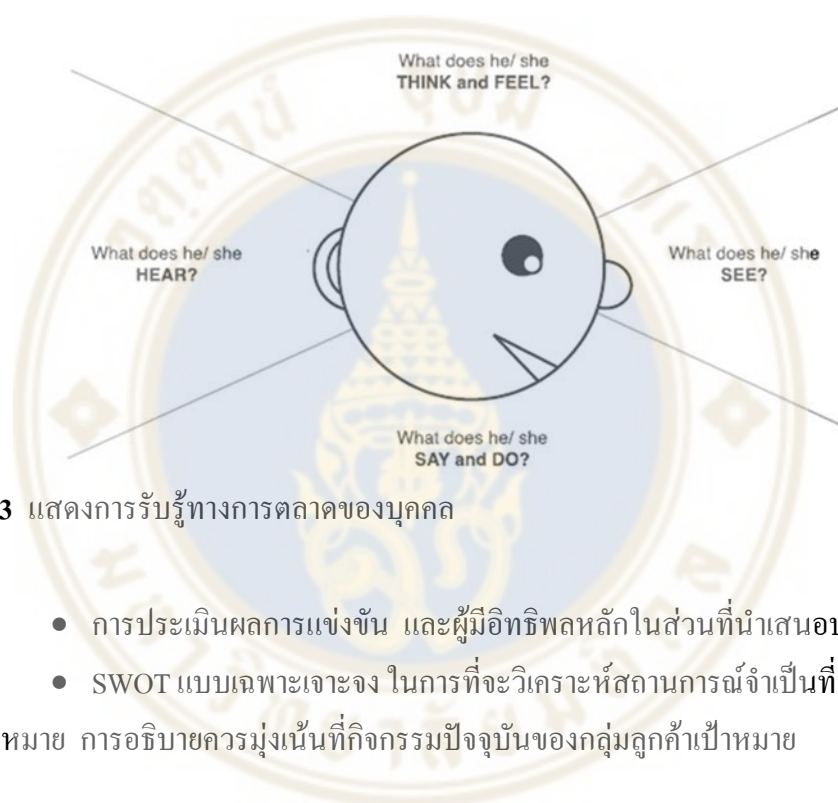 What does he/ she
THINK and FEEL?
What does he/ she
HEAR?
What does he/ she
SEE?
What does he/ she
SAY and DO?
3 แสดงการรับรู้ทางการตลาดของบุคคล
• การประเมินผลการแข่งขัน และผู้มีอิทธิพลหลักในส่วนที่นำเสนอ
• SWOT แบบเฉพาะเจาะจง ในการที่จะวิเคราะห์สถานการณ์จำเป็นที่
หมาย การอธิบายควรมุ่งเน้นที่กิจกรรมปัจจุบันของกลุ่มลูกค้าเป้าหมาย